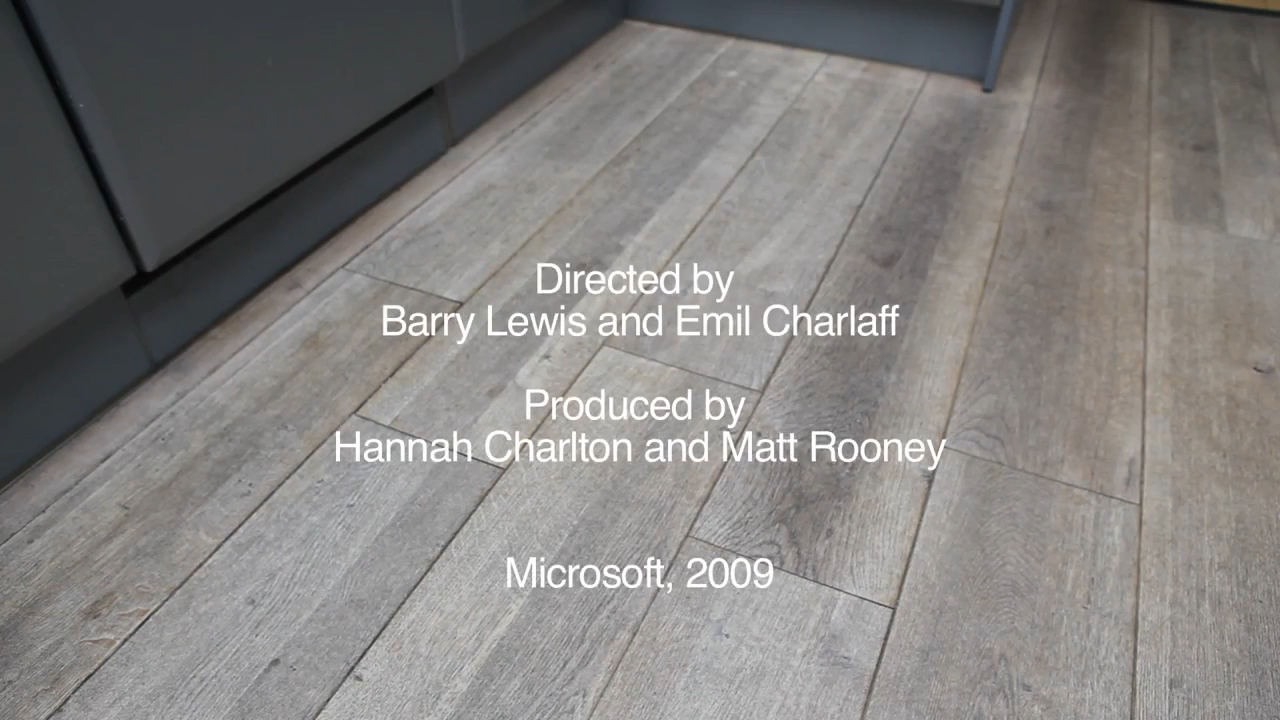 Directed by
Barry Lewis and Emil Charlaff
Produced by
Hannah Charlton and Matt Rooney
Microsoft, 2009